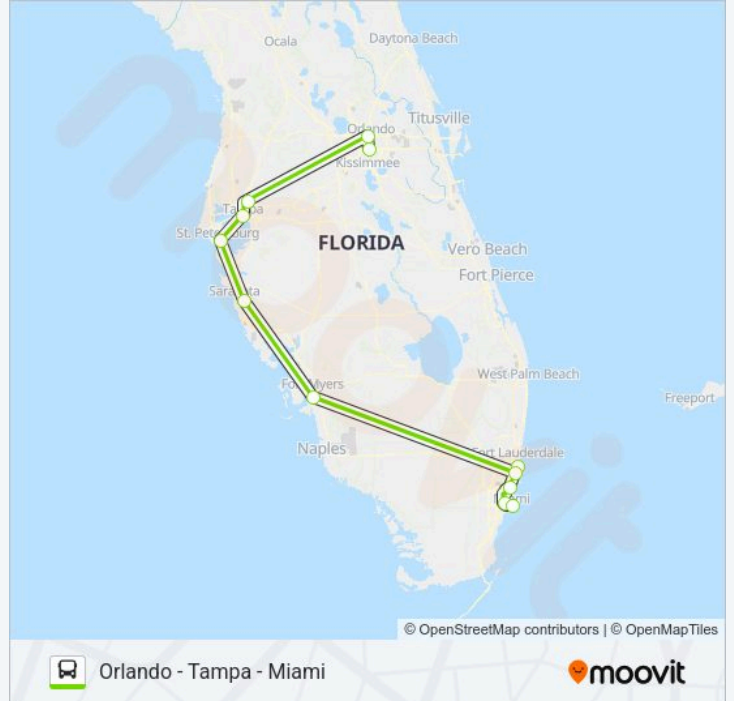 Ocala
Daytona Beach
Titusville
Orlando
Kissimmee
Tampa
St. Petersburg
FLORIDA
Vero Beach
Fort Pierce
Sarasota
Fort Myers
West Palm Beach
Freeport
Naples
Fort Lauderdale
Miami
© OpenStreetMap contributors | © OpenMapTiles
Orlando - Tampa - Miami
moovit